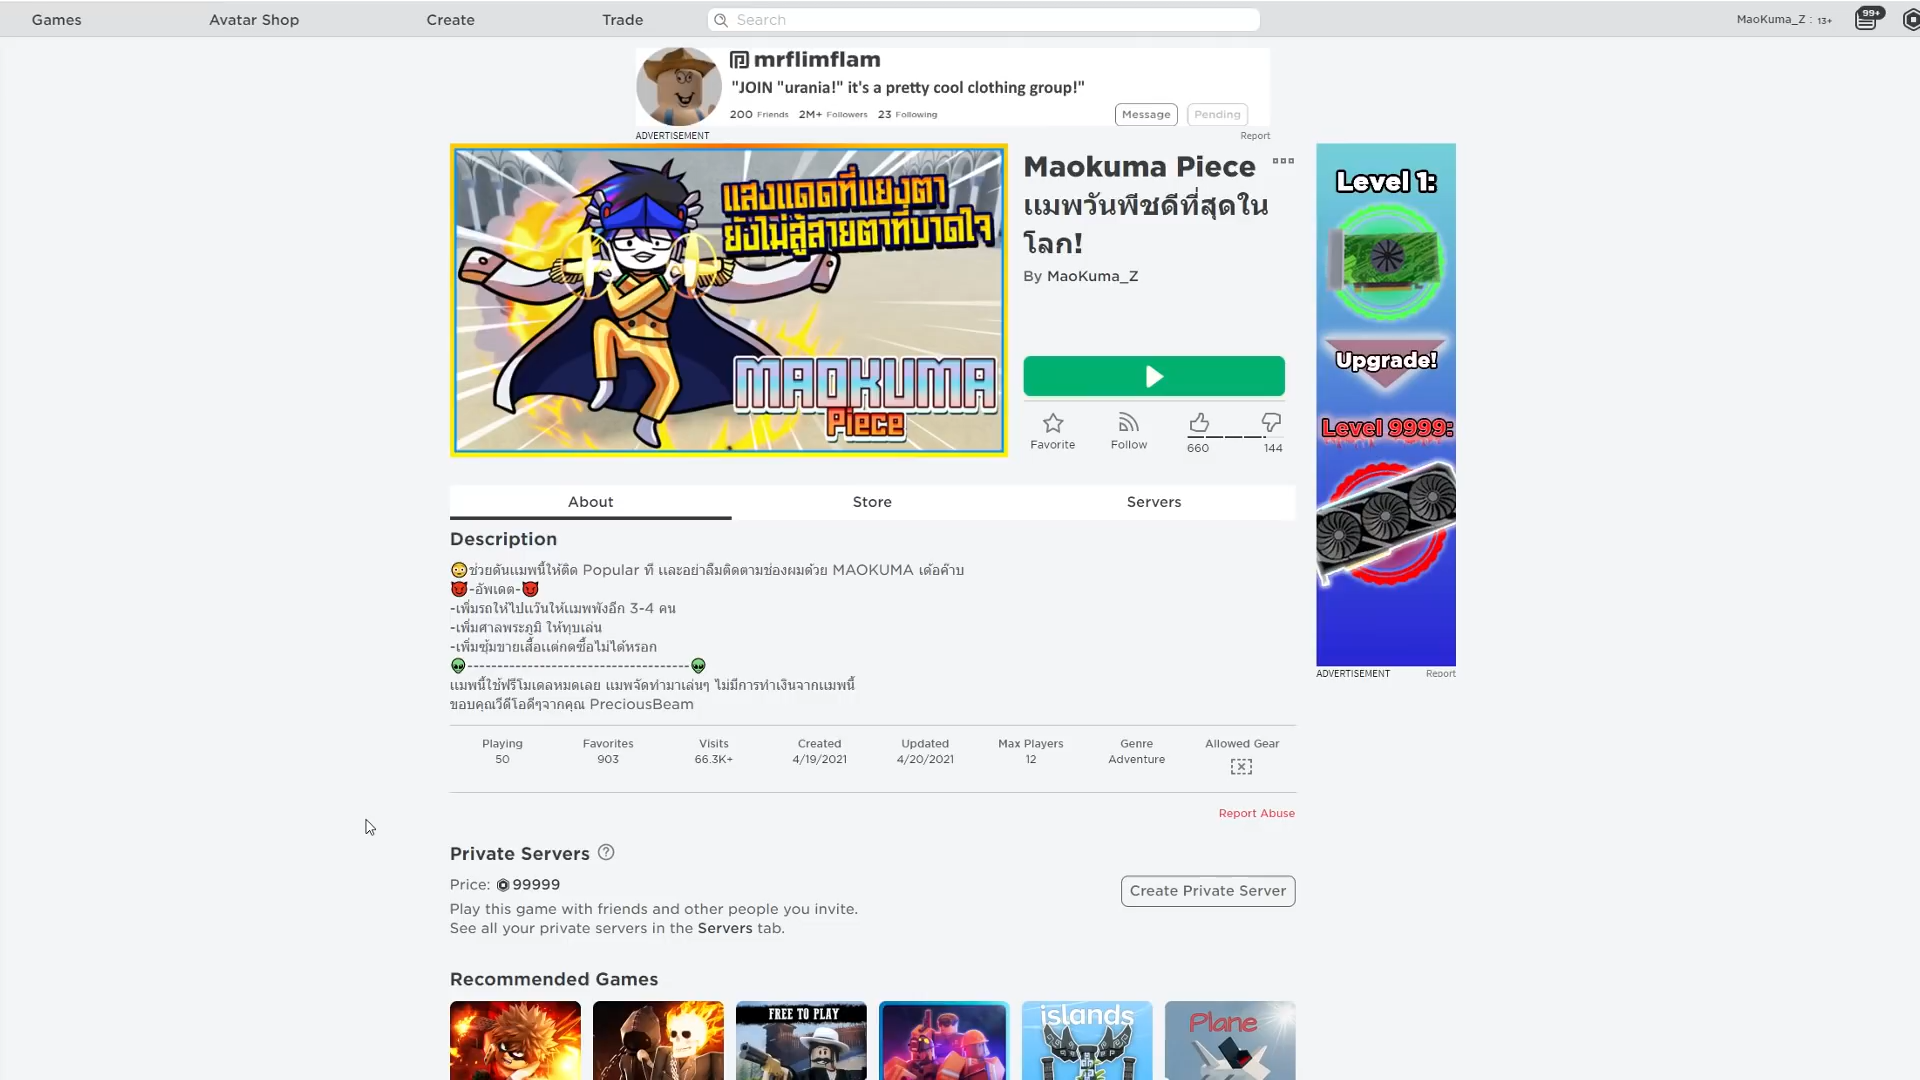 Games
Avatar Shop
Create
Trade
Search
MaoKuma_Z : 13+
99+
mrflimflam
"JOIN "urania!" it's a pretty cool clothing group!"
200 Friends 2M+ Followers 23 Following
Message
Pending
ADVERTISEMENT
Report
แสงแดดที่แยงตา
ยังไม่สู้สายตาที่บาดใจ
MAOKUMA
Piece
Maokuma Piece
แมพวันพีชดีที่สุดใน
โลก!
By MaoKuma_Z
Favorite
Follow
660
144
Level 1:
Upgrade!
Level 9999:
ADVERTISEMENT
Report
About
Store
Servers
Description
ช่วยดันแมพนี้ให้ติด Popular ที และอย่าลืมติดตามช่องผมด้วย MAOKUMA เด้อค๊าบ
-อัพเดต-
-เพิ่มรถให้ไปแว๊นให้แมพพังอีก 3-4 คน
-เพิ่มศาลพระภูมิ ให้ทุบเล่น
-เพิ่มซุ้มขายเสื้อแต่กดซื้อไม่ได้หรอก
-------------------------------------
แมพนี้ใช้ฟรีโมเดลหมดเลย แมพจัดทำมาเล่นๆ ไม่มีการทำเงินจากแมพนี้
ขอบคุณวีดีโอดีๆจากคุณ PreciousBeam
Playing
50
Favorites
903
Visits
66.3K+
Created
4/19/2021
Updated
4/20/2021
Max Players
12
Genre
Adventure
Allowed Gear
Report Abuse
Private Servers
Price: 99999
Play this game with friends and other people you invite.
See all your private servers in the Servers tab.
Create Private Server
Recommended Games
FREE TO PLAY
islands
Plane